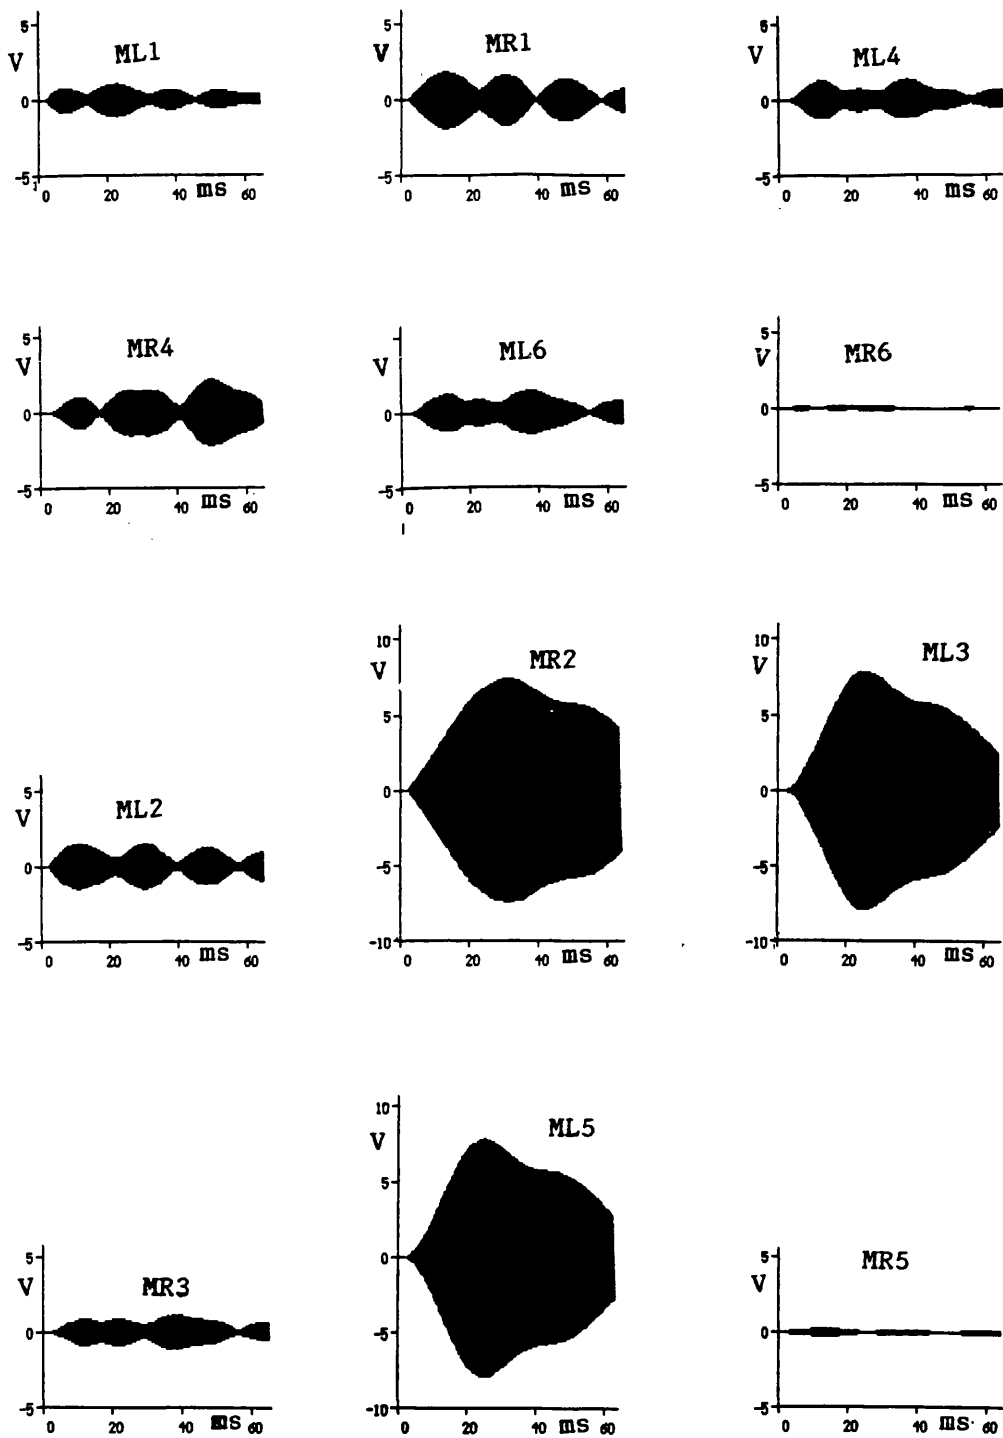 5 V ML1 0 -5 0 20 40 ms 60
5 V MR1 0 -5 0 20 40 ms 60
5 V ML4 0 -5 0 20 40 ms 60
5 V MR4 0 -5 0 20 40 ms 60
V ML6 0 -5 0 20 40 ms 60
5 V MR6 0 -5 0 20 40 ms 60
10 V MR2 5 0 -5 -10 0 20 40 ms 60
10 V ML3 5 0 -5 -10 0 20 40 ms 60
5 V ML2 0 -5 0 20 40 ms 60
10 V ML5 5 0 -5 -10 0 20 40 ms 60
5 V MR3 0 -5 0 20 40 ms 60
5 V MR5 0 -5 0 20 40 ms 60